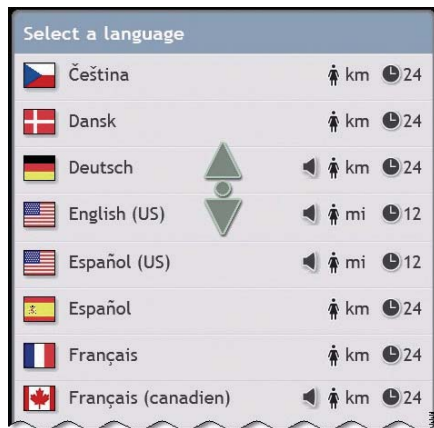 Select a language
Čeština km 24
Dansk km 24
Deutsch km 24
English (US) mi 12
Español (US) mi 12
Español km 24
Français km 24
Français (canadien) km 24